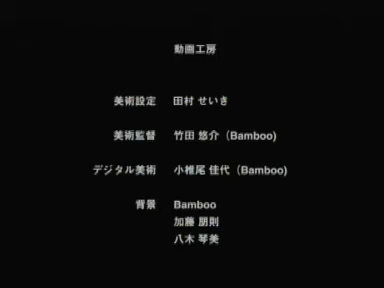 動画工房
美術設定 田村 せいき
美術監督 竹田 悠介（Bamboo)
デジタル美術 小椎尾 佳代（Bamboo)
背景 Bamboo
加藤 朋則
八木 琴美